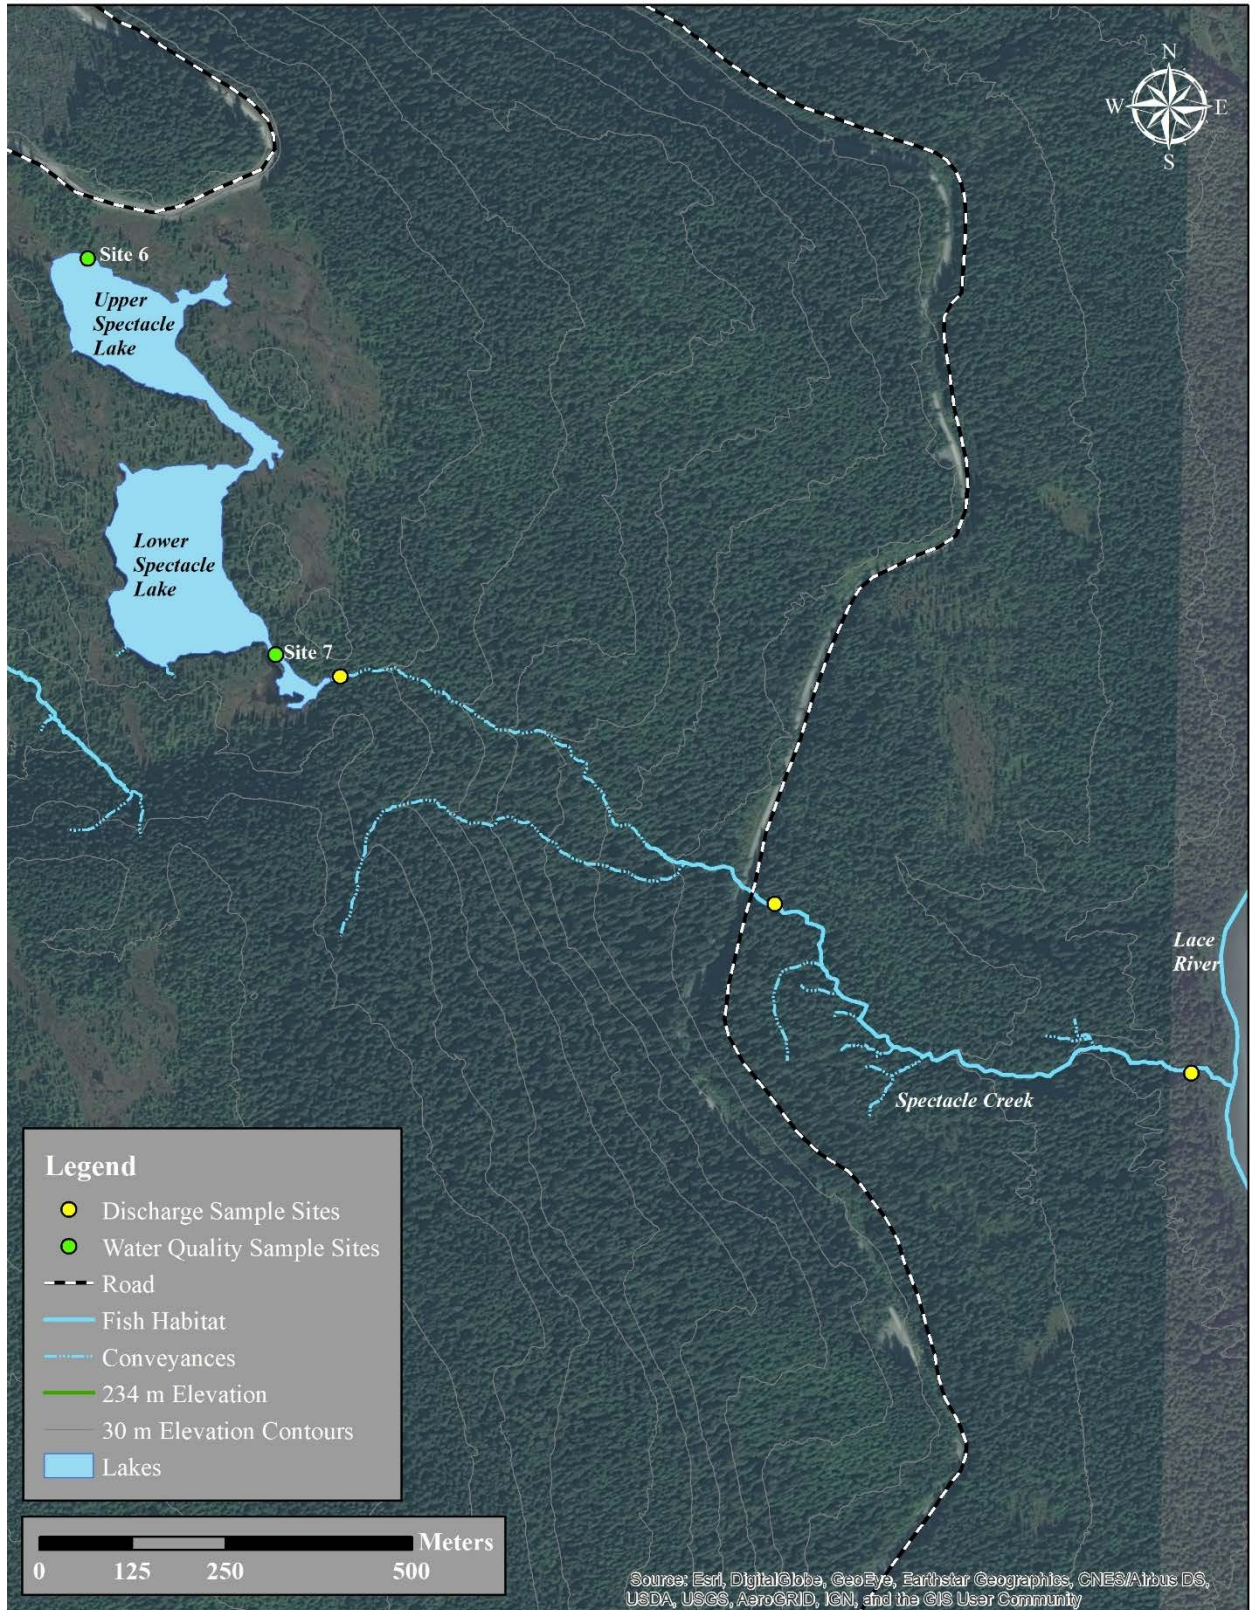 N
W E
S
Site 6
Upper
Spectacle
Lake
Lower
Spectacle
Lake
Site 7
Lace
River
Spectacle Creek
Legend
Discharge Sample Sites
Water Quality Sample Sites
Road
Fish Habitat
Conveyances
234 m Elevation
30 m Elevation Contours
Lakes
Meters
0 125 250 500
Source: Esri, DigitalGlobe, GeoEye, Earthstar Geographics, CNES/Airbus DS,
USDA, USGS, AeroGRID, IGN, and the GIS User Community